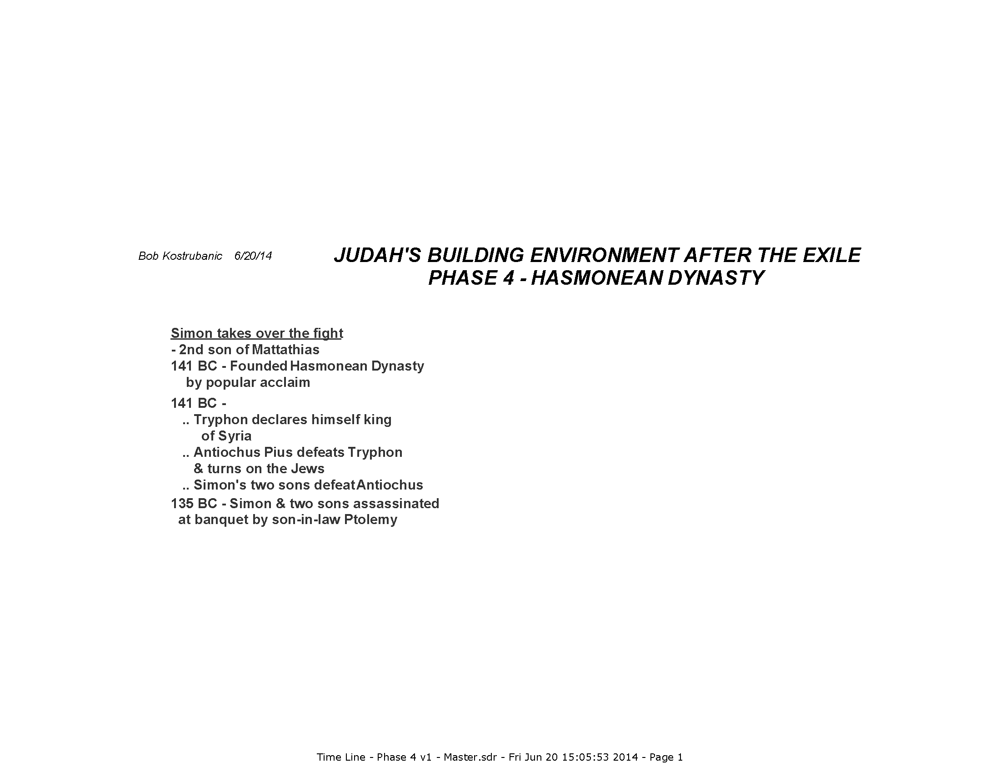 Bob Kostrubanic 6/20/14
JUDAH'S BUILDING ENVIRONMENT AFTER THE EXILE
PHASE 4 - HASMONEAN DYNASTY
Simon takes over the fight
- 2nd son of Mattathias
141 BC - Founded Hasmonean Dynasty
by popular acclaim
141 BC -
.. Tryphon declares himself king
of Syria
.. Antiochus Pius defeats Tryphon
& turns on the Jews
.. Simon's two sons defeat Antiochus
135 BC - Simon & two sons assassinated
at banquet by son-in-law Ptolemy
Time Line - Phase 4 v1 - Master.sdr - Fri Jun 20 15:05:53 2014 - Page 1